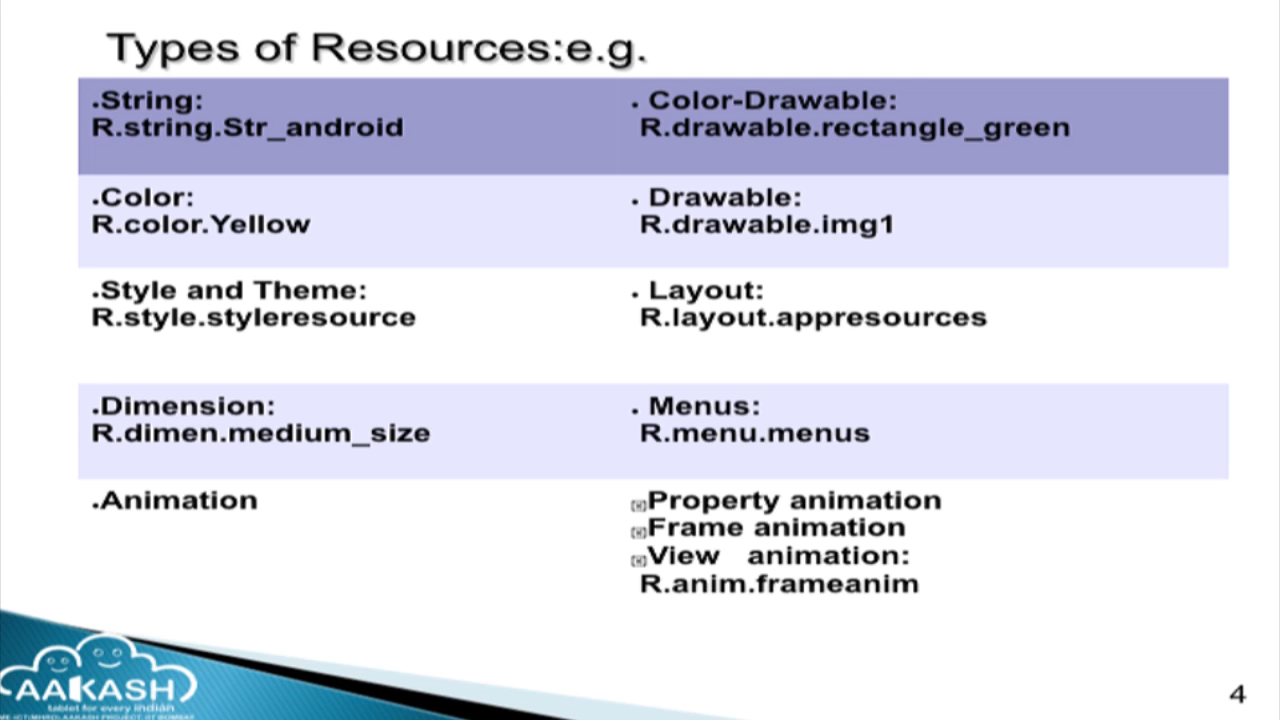 Types of Resources:e.g.
.String:
R.string.Str_android
. Color-Drawable:
R.drawable.rectangle_green
.Color:
R.color.Yellow
. Drawable:
R.drawable.img1
.Style and Theme:
R.style.styleresource
. Layout:
R.layout.appresources
.Dimension:
R.dimen.medium_size
. Menus:
R.menu.menus
.Animation
Property animation
Frame animation
View animation:
R.anim.frameanim
AAKASH
tablet for every indian
4